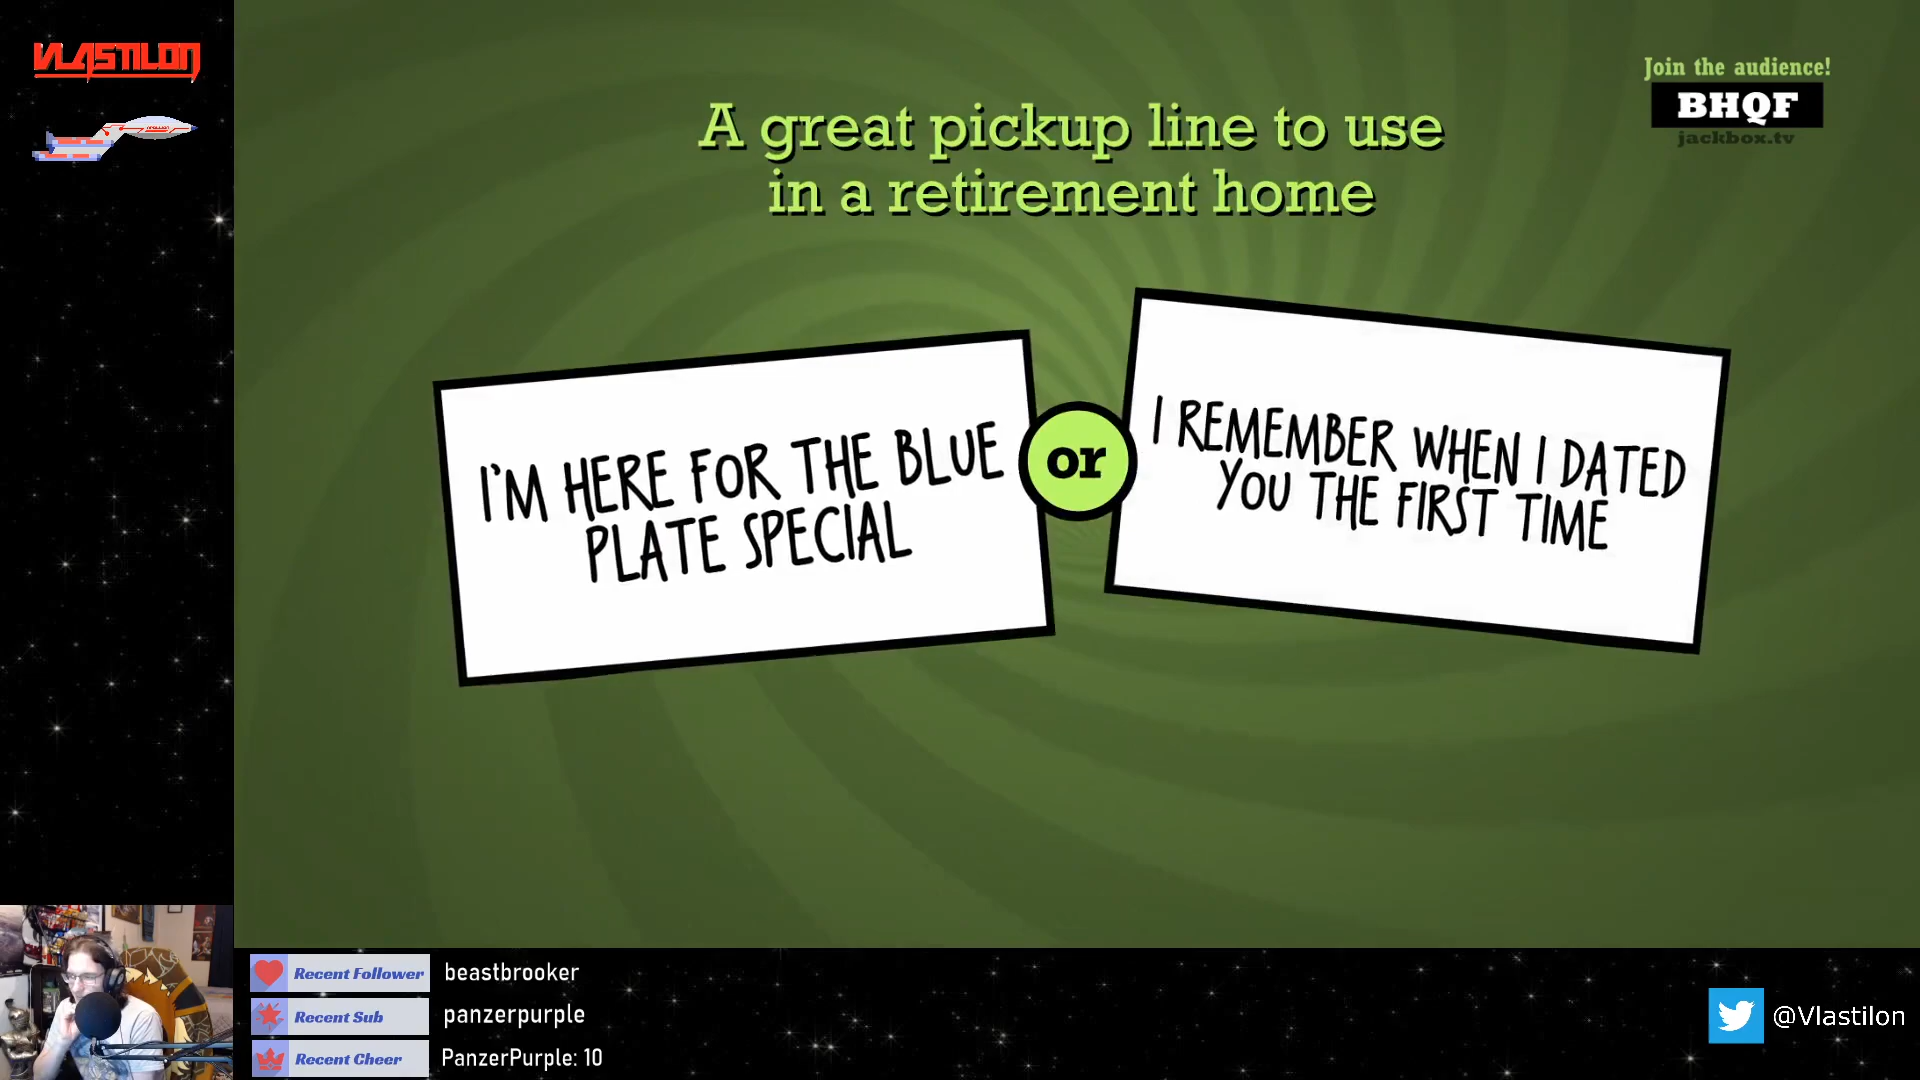 VLASTILON
Join the audience!
BHQF
jackbox.tv
A great pickup line to use
in a retirement home
I'M HERE FOR THE BLUE
PLATE SPECIAL
or
I REMEMBER WHEN I DATED
YOU THE FIRST TIME
Recent Follower beastbrooker
Recent Sub panzerpurple
Recent Cheer PanzerPurple: 10
@Vlastilon